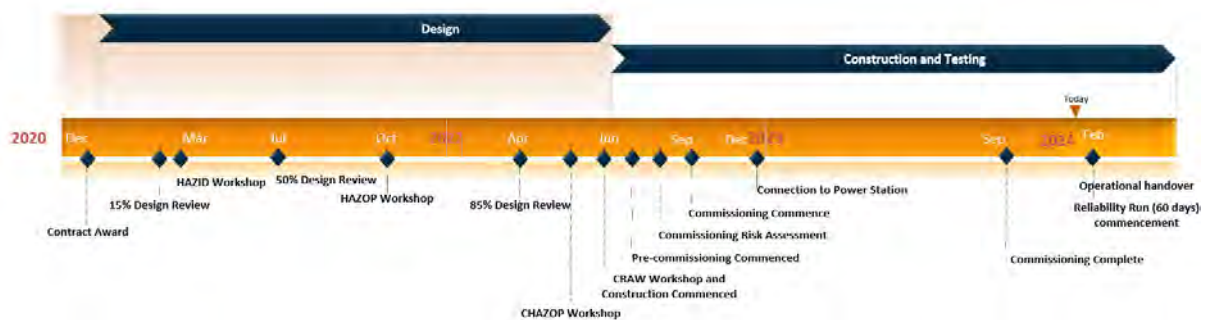 Design
Construction and Testing
Today
2020 Dec Mar Jul Oct Apr Jun Sep Dec Sep 2024 Feb
HAZID Workshop
50% Design Review
Connection to Power Station
Operational handover
15% Design Review
HAZOP Workshop
85% Design Review
Commissioning Commence
Reliability Run (60 days)
commencement
Contract Award
Commissioning Risk Assessment
Pre-commissioning Commenced
Commissioning Complete
CRAW Workshop and
Construction Commenced
CHAZOP Workshop